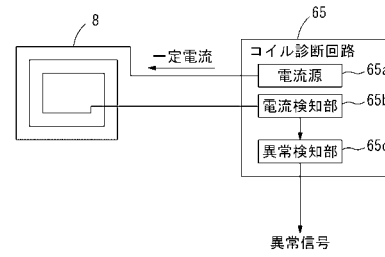 8
65
一定電流
コイル診断回路
電流源
65a
電流検知部
65b
異常検知部
65c
異常信号